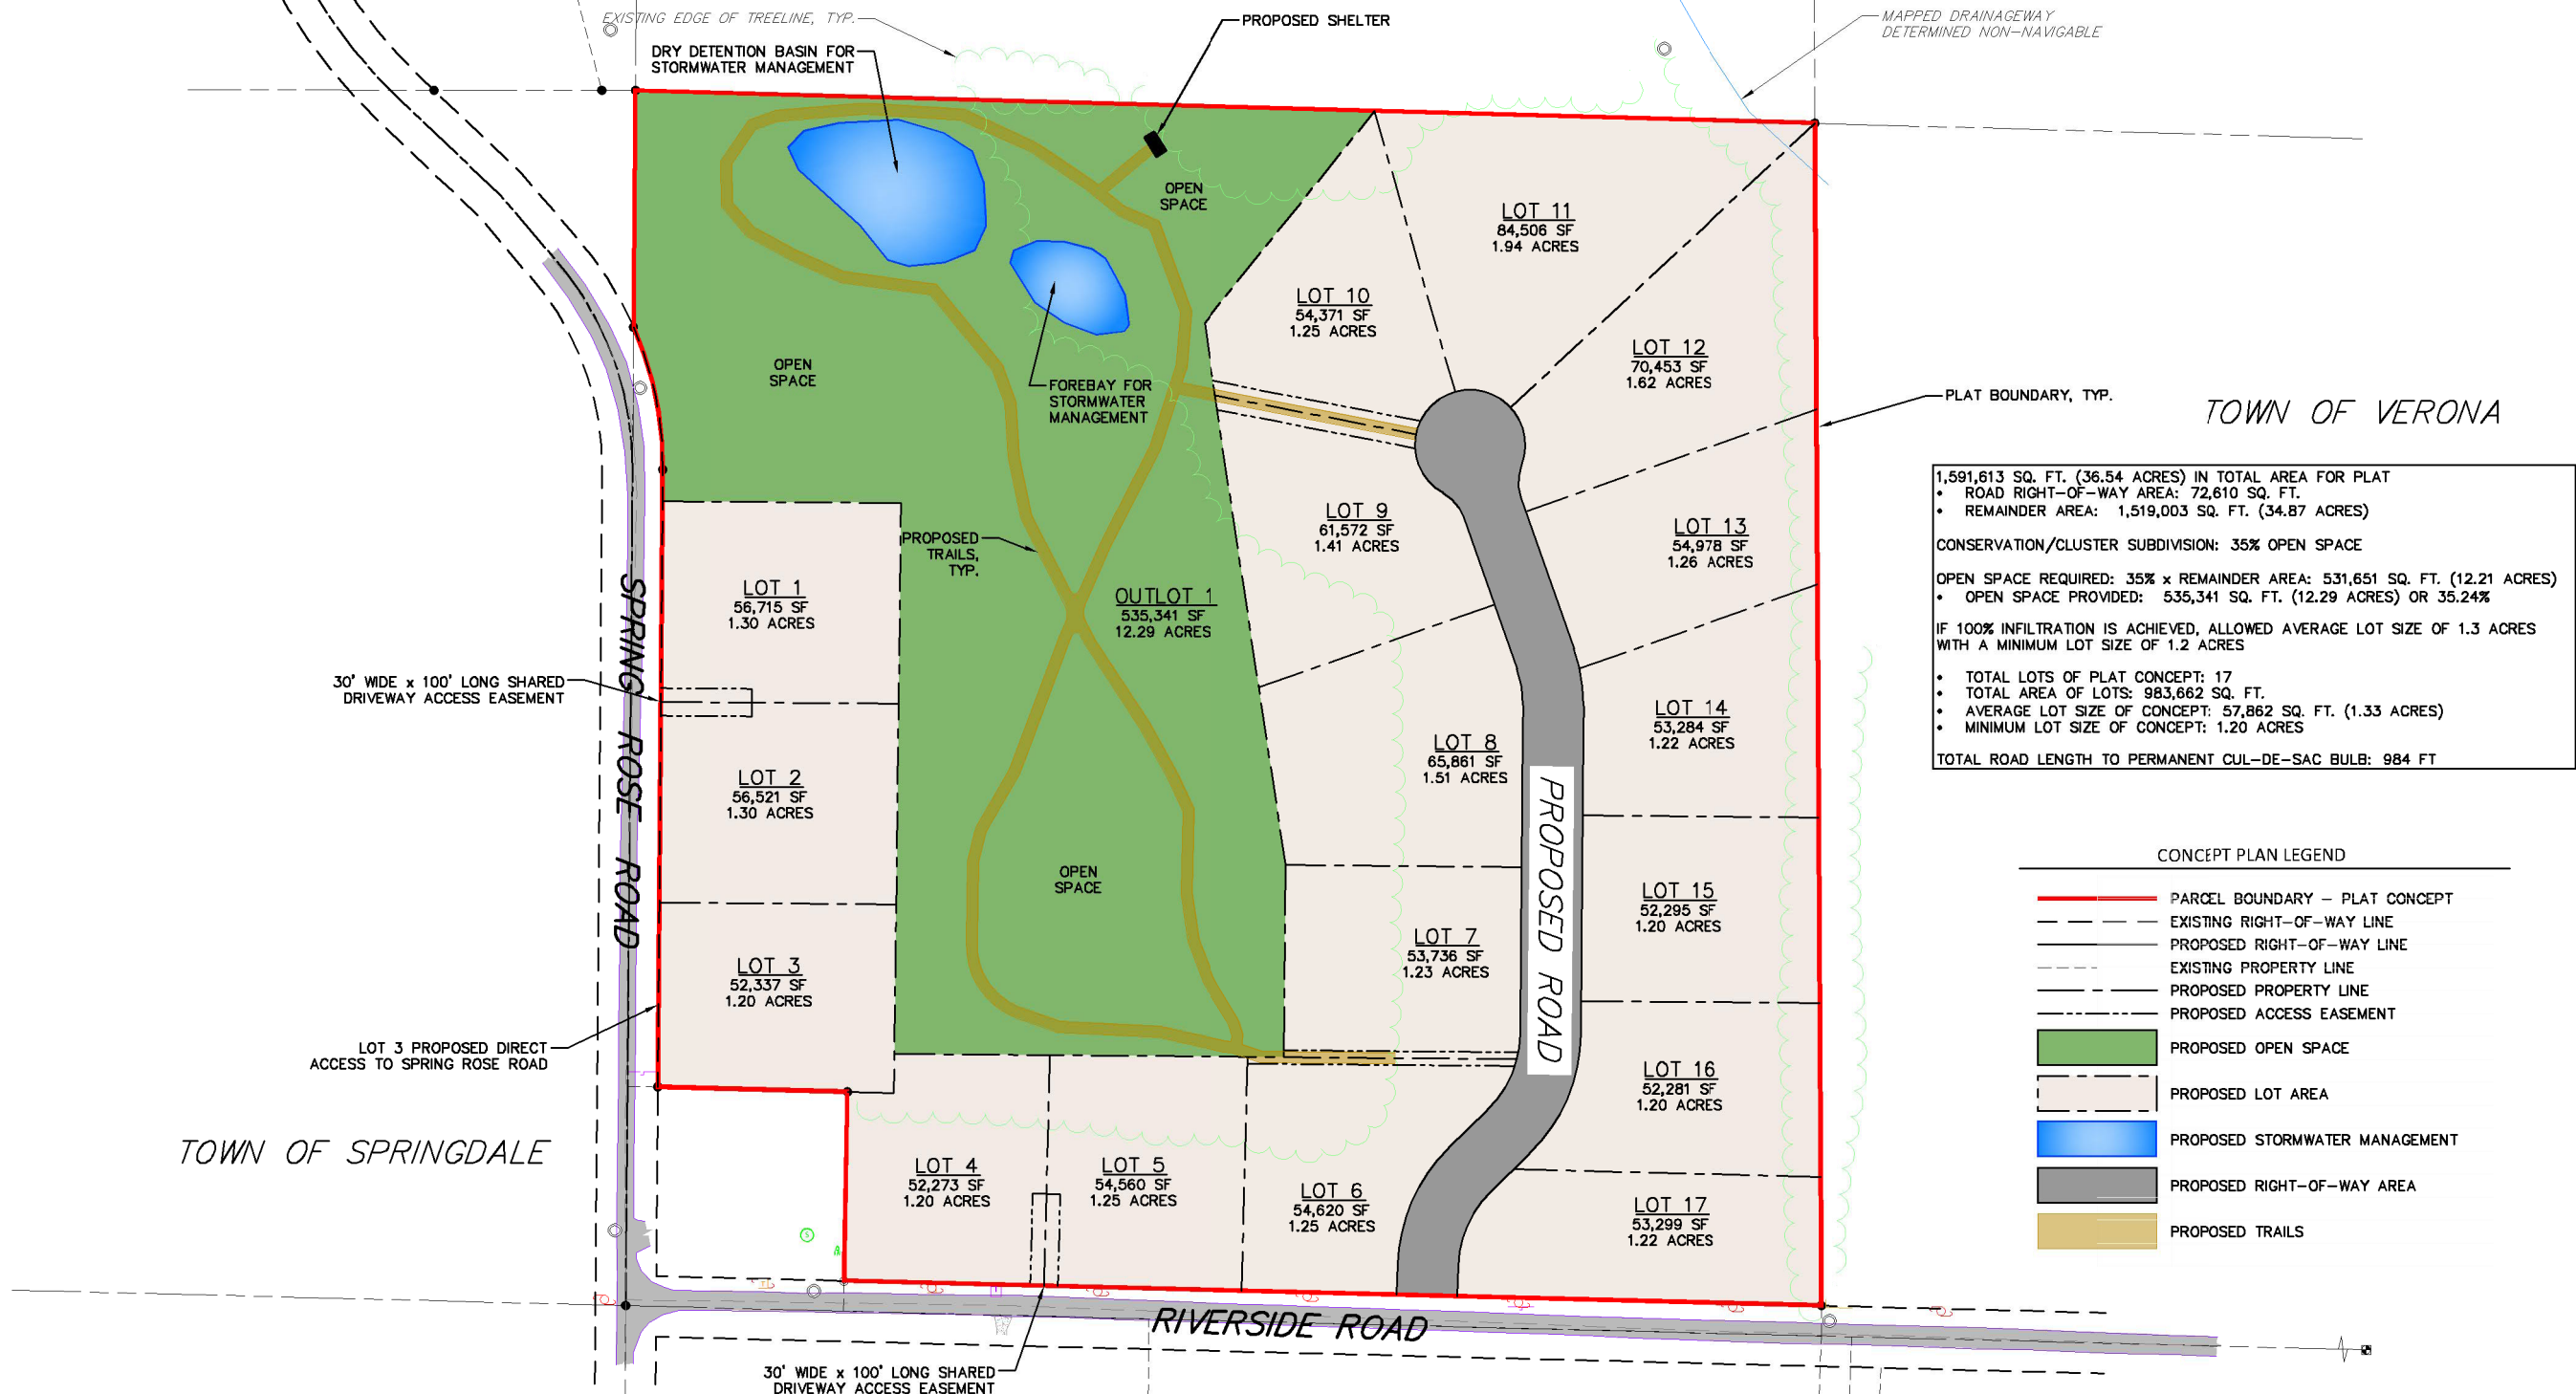 EXISTING EDGE OF TREELINE, TYP.
DRY DETENTION BASIN FOR
STORMWATER MANAGEMENT
PROPOSED SHELTER
MAPPED DRAINAGEWAY
DETERMINED NON-NAVIGABLE
OPEN
SPACE
LOT 11
84,506 SF
1.94 ACRES
LOT 10
54,371 SF
1.25 ACRES
LOT 12
70,453 SF
1.62 ACRES
OPEN
SPACE
FOREBAY FOR
STORMWATER
MANAGEMENT
PLAT BOUNDARY, TYP.
TOWN OF VERONA
LOT 9
61,572 SF
1.41 ACRES
LOT 13
54,978 SF
1.26 ACRES
PROPOSED
TRAILS,
TYP.
LOT 1
56,715 SF
1.30 ACRES
OUTLOT 1
535,341 SF
12.29 ACRES
30' WIDE x 100' LONG SHARED
DRIVEWAY ACCESS EASEMENT
SPRING ROSE ROAD
LOT 14
53,284 SF
1.22 ACRES
LOT 8
65,861 SF
1.51 ACRES
LOT 2
56,521 SF
1.30 ACRES
PROPOSED ROAD
OPEN
SPACE
LOT 15
52,295 SF
1.20 ACRES
LOT 7
53,736 SF
1.23 ACRES
LOT 3
52,337 SF
1.20 ACRES
LOT 3 PROPOSED DIRECT
ACCESS TO SPRING ROSE ROAD
LOT 16
52,281 SF
1.20 ACRES
TOWN OF SPRINGDALE
LOT 4
52,273 SF
1.20 ACRES
LOT 5
54,560 SF
1.25 ACRES
LOT 6
54,620 SF
1.25 ACRES
LOT 17
53,299 SF
1.22 ACRES
S
RIVERSIDE ROAD
30' WIDE x 100' LONG SHARED
DRIVEWAY ACCESS EASEMENT
1,591,613 SQ. FT. (36.54 ACRES) IN TOTAL AREA FOR PLAT
• ROAD RIGHT-OF-WAY AREA: 72,610 SQ. FT.
• REMAINDER AREA: 1,519,003 SQ. FT. (34.87 ACRES)
CONSERVATION/CLUSTER SUBDIVISION: 35% OPEN SPACE
OPEN SPACE REQUIRED: 35% x REMAINDER AREA: 531,651 SQ. FT. (12.21 ACRES)
• OPEN SPACE PROVIDED: 535,341 SQ. FT. (12.29 ACRES) OR 35.24%
IF 100% INFILTRATION IS ACHIEVED, ALLOWED AVERAGE LOT SIZE OF 1.3 ACRES
WITH A MINIMUM LOT SIZE OF 1.2 ACRES
• TOTAL LOTS OF PLAT CONCEPT: 17
• TOTAL AREA OF LOTS: 983,662 SQ. FT.
• AVERAGE LOT SIZE OF CONCEPT: 57,862 SQ. FT. (1.33 ACRES)
• MINIMUM LOT SIZE OF CONCEPT: 1.20 ACRES
TOTAL ROAD LENGTH TO PERMANENT CUL-DE-SAC BULB: 984 FT
CONCEPT PLAN LEGEND
PARCEL BOUNDARY - PLAT CONCEPT
EXISTING RIGHT-OF-WAY LINE
PROPOSED RIGHT-OF-WAY LINE
EXISTING PROPERTY LINE
PROPOSED PROPERTY LINE
PROPOSED ACCESS EASEMENT
PROPOSED OPEN SPACE
PROPOSED LOT AREA
PROPOSED STORMWATER MANAGEMENT
PROPOSED RIGHT-OF-WAY AREA
PROPOSED TRAILS